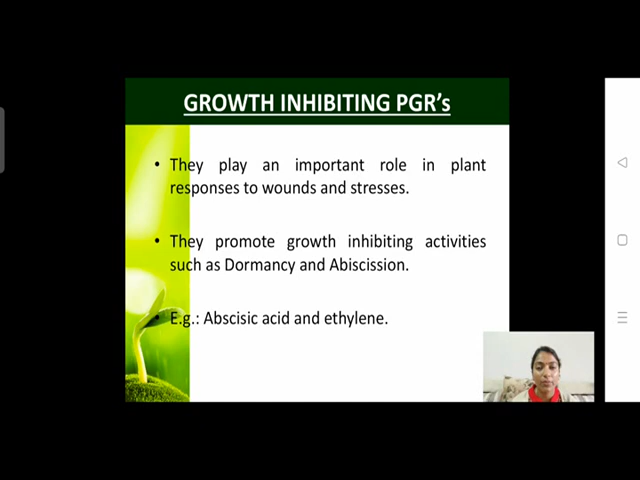 GROWTH INHIBITING PGR's
• They play an important role in plant
responses to wounds and stresses.
• They promote growth inhibiting activities
such as Dormancy and Abiscission.
• E.g.: Abscisic acid and ethylene.